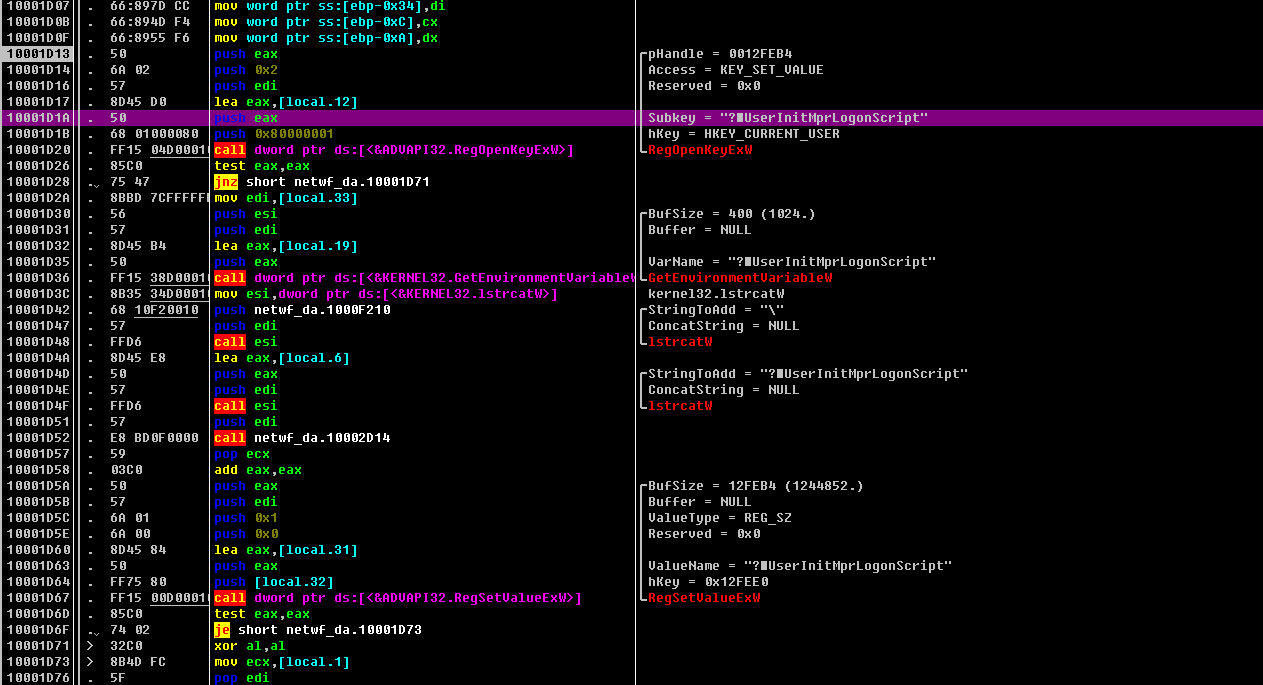 10001D07 . 66:897D CC mov word ptr ss:[ebp-0x34],di
10001D0B . 66:894D F4 mov word ptr ss:[ebp-0xC],cx
10001D0F . 66:8955 F6 mov word ptr ss:[ebp-0xA],dx
10001D13 . 50 push eax pHandle = 0012FEB4
10001D14 . 6A 02 push 0x2 Access = KEY_SET_VALUE
10001D16 . 57 push edi Reserved = 0x0
10001D17 . 8D45 D0 lea eax,[local.12]
10001D1A . 50 push eax Subkey = "?■UserInitMprLogonScript"
10001D1B . 68 01000080 push 0x80000001 hKey = HKEY_CURRENT_USER
10001D20 . FF15 04D00010 call dword ptr ds:[<&ADVAPI32.RegOpenKeyExW>] RegOpenKeyExW
10001D26 . 85C0 test eax,eax
10001D28 . 75 47 jnz short netwf_da.10001D71
10001D2A . 8BBD 7CFFFFFF mov edi,[local.33]
10001D30 . 56 push esi BufSize = 400 (1024.)
10001D31 . 57 push edi Buffer = NULL
10001D32 . 8D45 B4 lea eax,[local.19]
10001D35 . 50 push eax VarName = "?■UserInitMprLogonScript"
10001D36 . FF15 38D00010 call dword ptr ds:[<&KERNEL32.GetEnvironmentVariableW GetEnvironmentVariableW
10001D3C . 8B35 34D00010 mov esi,dword ptr ds:[<&KERNEL32.lstrcatW>] kernel32.lstrcatW
10001D42 . 68 10F20010 push netwf_da.1000F210 StringToAdd = "\"
10001D47 . 57 push edi ConcatString = NULL
10001D48 . FFD6 call esi lstrcatW
10001D4A . 8D45 E8 lea eax,[local.6]
10001D4D . 50 push eax StringToAdd = "?■UserInitMprLogonScript"
10001D4E . 57 push edi ConcatString = NULL
10001D4F . FFD6 call esi lstrcatW
10001D51 . 57 push edi
10001D52 . E8 BD0F0000 call netwf_da.10002D14
10001D57 . 59 pop ecx
10001D58 . 03C0 add eax,eax
10001D5A . 50 push eax BufSize = 12FEB4 (1244852.)
10001D5B . 57 push edi Buffer = NULL
10001D5C . 6A 01 push 0x1 ValueType = REG_SZ
10001D5E . 6A 00 push 0x0 Reserved = 0x0
10001D60 . 8D45 84 lea eax,[local.31]
10001D63 . 50 push eax ValueName = "?■UserInitMprLogonScript"
10001D64 . FF75 80 push [local.32] hKey = 0x12FEE0
10001D67 . FF15 00D00010 call dword ptr ds:[<&ADVAPI32.RegSetValueExW>] RegSetValueExW
10001D6D . 85C0 test eax,eax
10001D6F . 74 02 je short netwf_da.10001D73
10001D71 > 32C0 xor al,al
10001D73 > 8B4D FC mov ecx,[local.1]
10001D76 . 5F pop edi